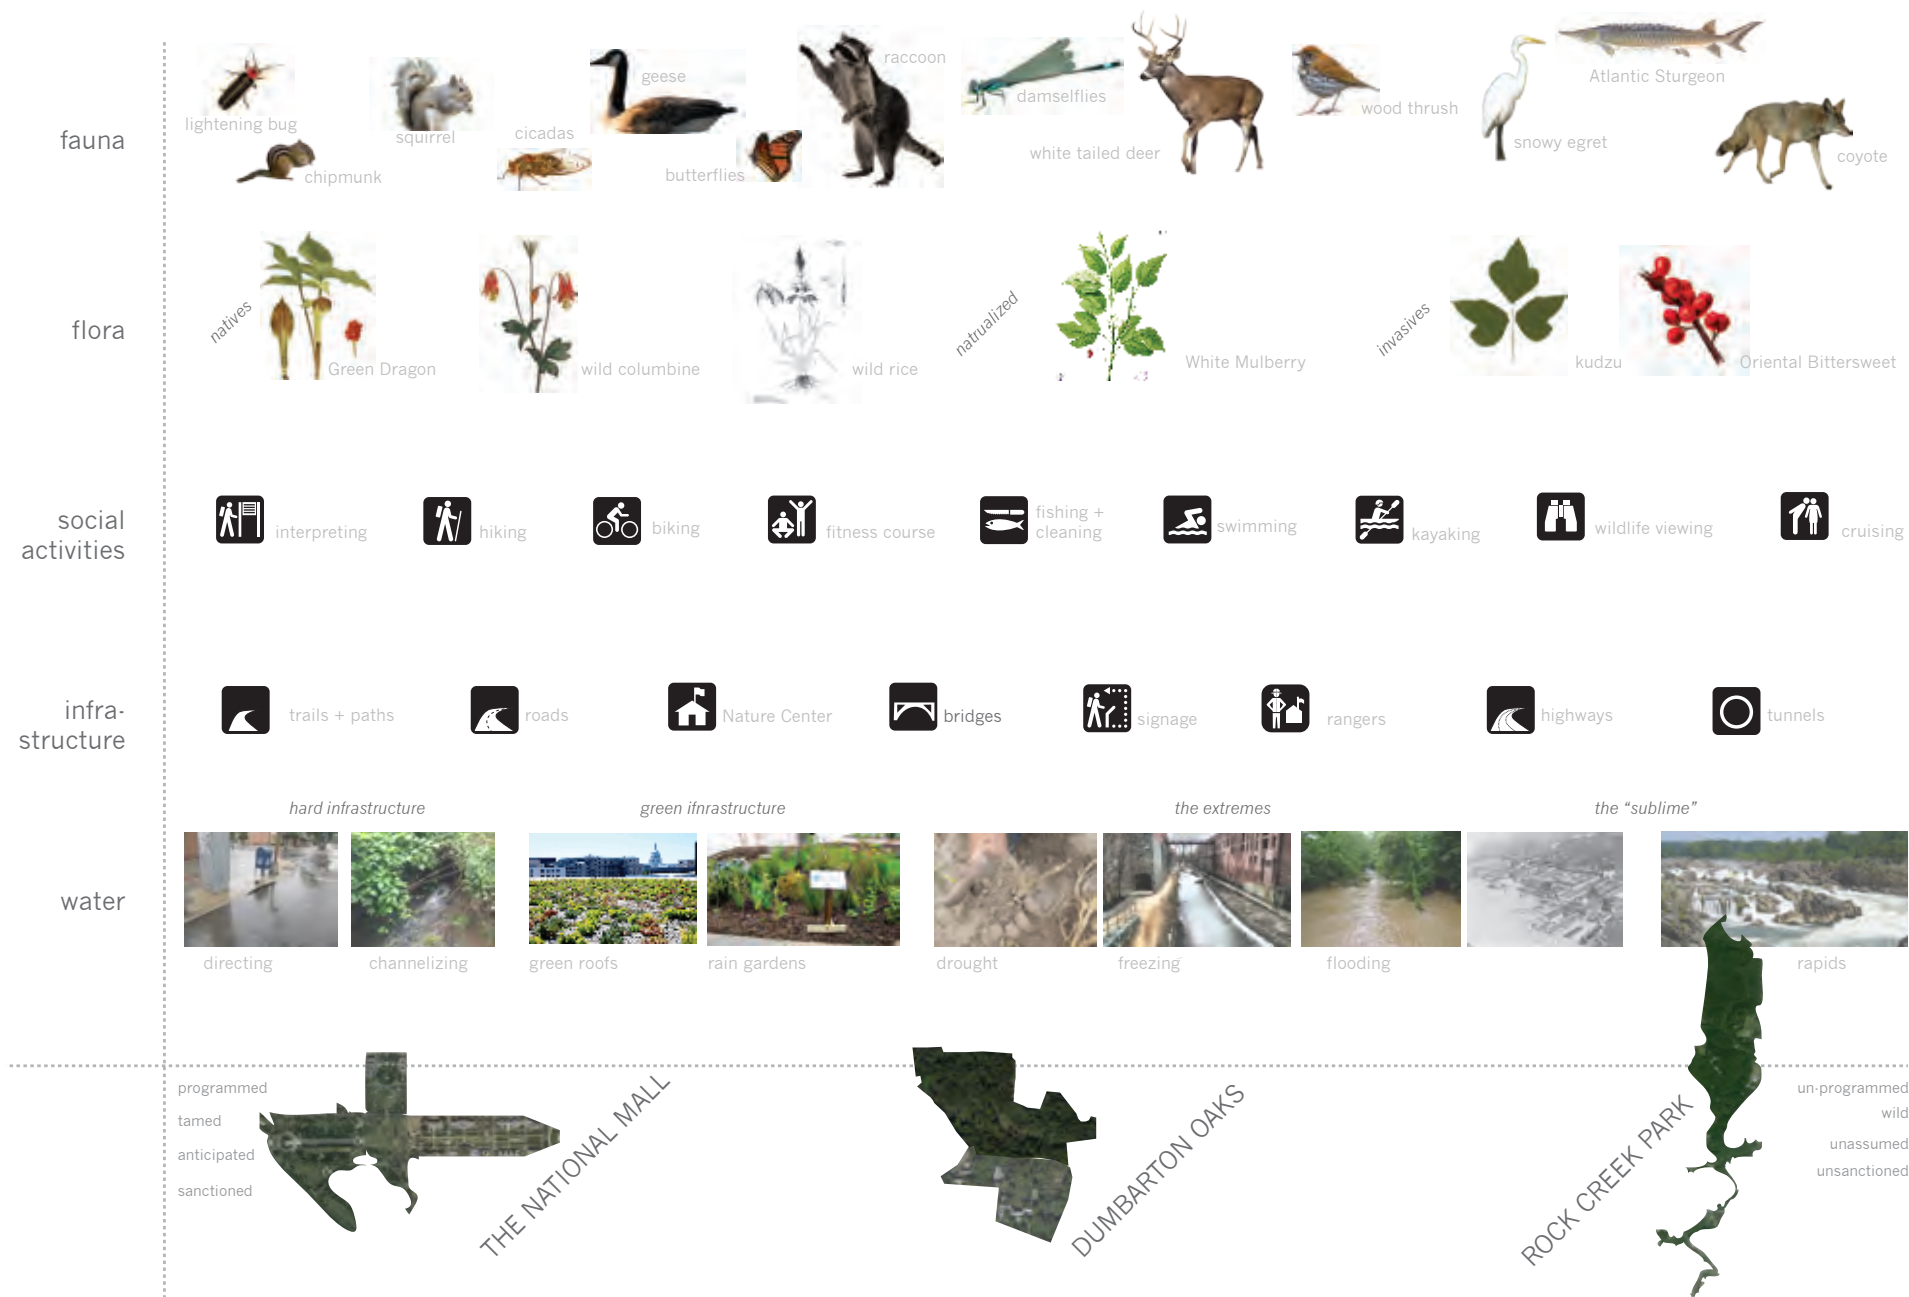 fauna
lightening bug
chipmunk
squirrel
cicadas
geese
butterflies
raccoon
damselflies
white tailed deer
wood thrush
snowy egret
Atlantic Sturgeon
coyote
flora
natives
Green Dragon
wild columbine
wild rice
natrualized
White Mulberry
invasives
kudzu
Oriental Bittersweet
social
activities
interpreting
hiking
biking
fitness course
fishing +
cleaning
swimming
kayaking
wildlife viewing
cruising
infra-
structure
trails + paths
roads
Nature Center
bridges
signage
rangers
highways
tunnels
water
hard infrastructure
green ifnrastructure
the extremes
the “sublime”
directing
channelizing
green roofs
rain gardens
drought
freezing
flooding
rapids
programmed
tamed
anticipated
sanctioned
THE NATIONAL MALL
DUMBARTON OAKS
ROCK CREEK PARK
un-programmed
wild
unassumed
unsanctioned